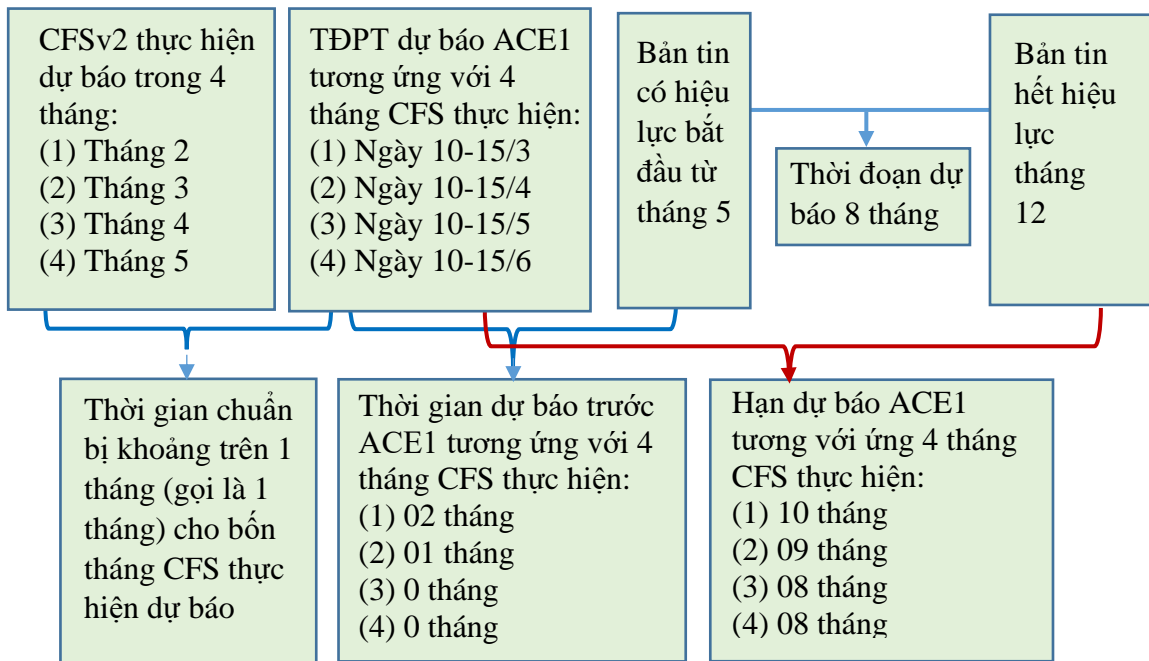 CFSv2 thực hiện
dự báo trong 4
tháng:
(1) Tháng 2
(2) Tháng 3
(3) Tháng 4
(4) Tháng 5
TĐPT dự báo ACE1
tương ứng với 4
tháng CFS thực hiện:
(1) Ngày 10-15/3
(2) Ngày 10-15/4
(3) Ngày 10-15/5
(4) Ngày 10-15/6
Bản tin
có hiệu
lực bắt
đầu từ
tháng 5
Thời đoạn dự
báo 8 tháng
Bản tin
hết hiệu
lực
tháng
12
Thời gian chuẩn
bị khoảng trên 1
tháng (gọi là 1
tháng) cho bốn
tháng CFS thực
hiện dự báo
Thời gian dự báo trước
ACE1 tương ứng với 4
tháng CFS thực hiện:
(1) 02 tháng
(2) 01 tháng
(3) 0 tháng
(4) 0 tháng
Hạn dự báo ACE1
tương với ứng 4 tháng
CFS thực hiện:
(1) 10 tháng
(2) 09 tháng
(3) 08 tháng
(4) 08 tháng